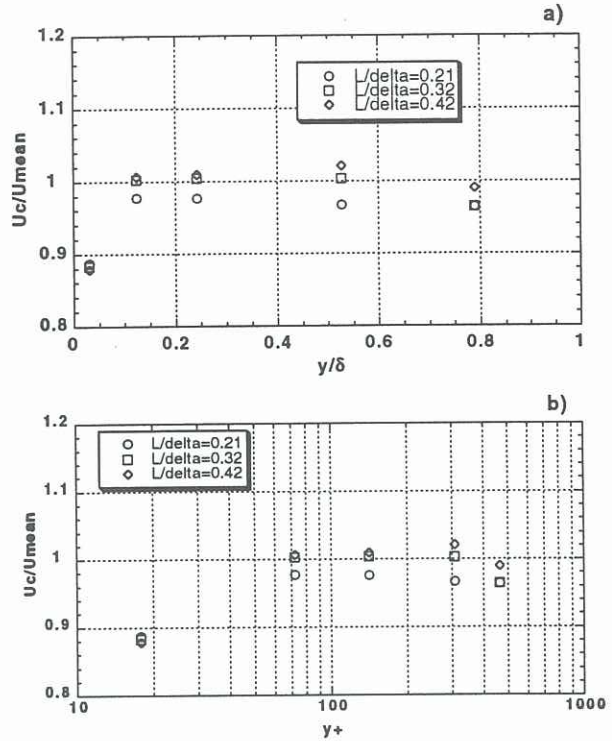 a)
1.2
1.1
1
0.9
0.8
Uc/Umean
L/delta=0.21
L/delta=0.32
L/delta=0.42
0
0.2
0.4
0.6
0.8
1
y/δ
b)
1.2
1.1
1
0.9
0.8
Uc/Umean
L/delta=0.21
L/delta=0.32
L/delta=0.42
10
100
1000
y+